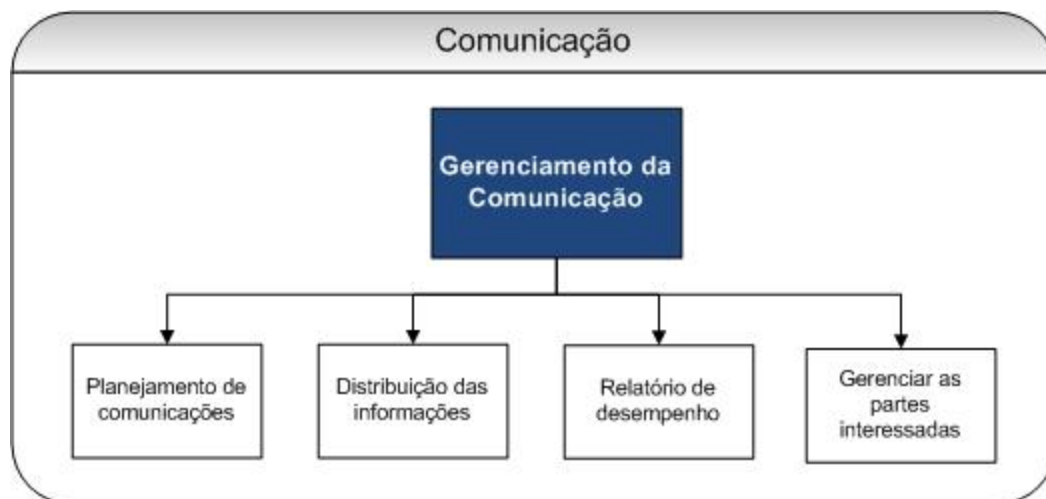 Comunicação
Gerenciamento da
Comunicação
Planejamento de
comunicações
Distribuição das
informações
Relatório de
desempenho
Gerenciar as
partes
interessadas